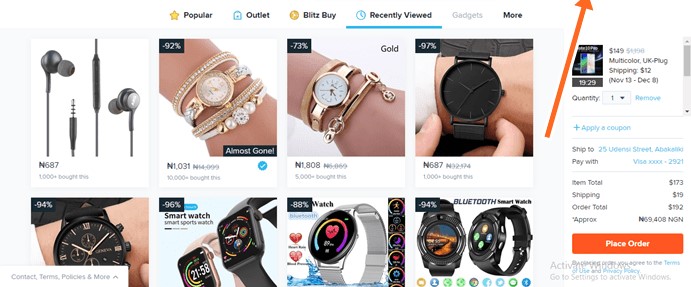 Popular Outlet Blitz Buy Recently Viewed Gadgets More
-92%
-73%
Gold
-97%
Almost Gone!
₦687
1,000+ bought this
₦1,031 ₦14,099
10,000+ bought this
₦1,808
5,000+ bought this
₦687 ₦32,174
1,000+ bought this
-94%
-96%
Smart watch
smart sports watch
-88%
Watch
bluetooth
-94%
BLUETOOTH Smart Watch
GENEVA
Contact, Terms, Policies & More
$149 $1,198
Multicolor, UK-Plug
Shipping: $12
(Nov 13 - Dec 8)
19:29
Quantity: 1 Remove
+ Apply a coupon
Ship to 25 Udensi Street, Abakaliki
Pay with Visa xxxx - 2921
Item Total $173
Shipping $19
Order Total $192
*Approx ₦69,408 NGN
Place Order
By placing order, you agree to the Terms
of Use and Privacy Policy.
Activate Windows
Go to Settings to activate Windows.